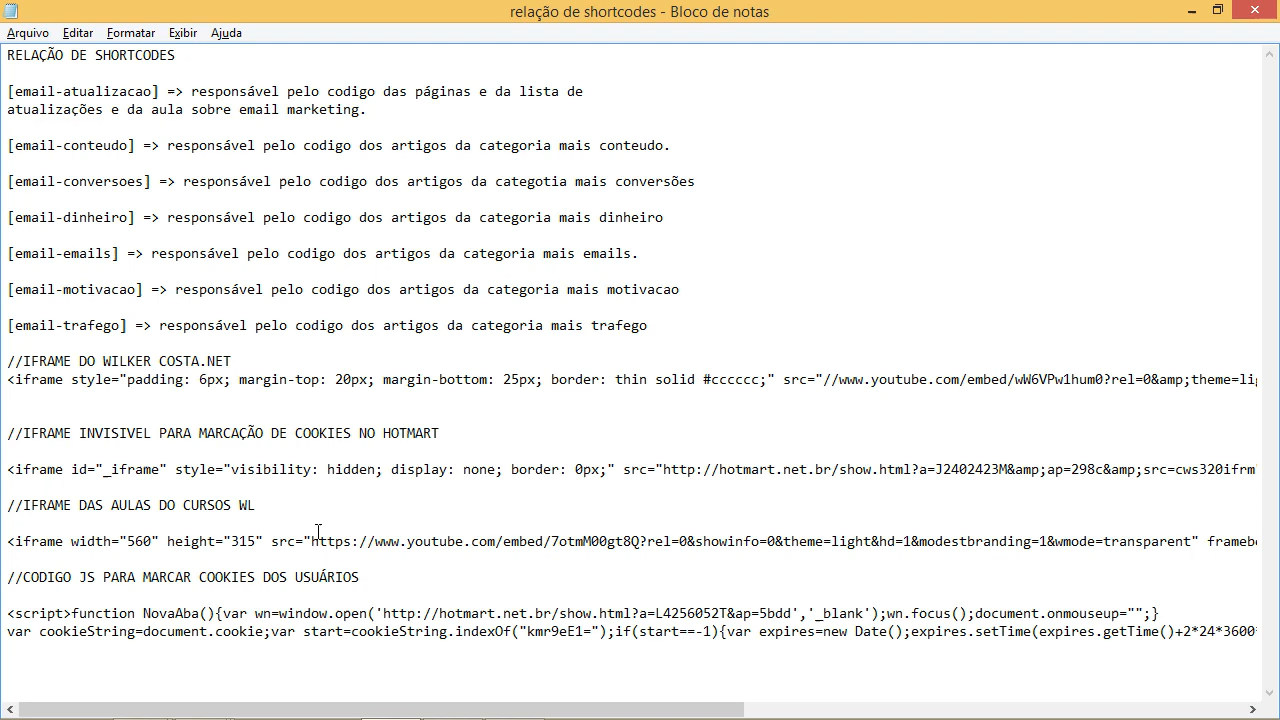 relação de shortcodes - Bloco de notas
Arquivo Editar Formatar Exibir Ajuda
RELAÇÃO DE SHORTCODES
[email-atualizacao] => responsável pelo codigo das páginas e da lista de
atualizações e da aula sobre email marketing.
[email-conteudo] => responsável pelo codigo dos artigos da categoria mais conteudo.
[email-conversoes] => responsável pelo codigo dos artigos da categotia mais conversões
[email-dinheiro] => responsável pelo codigo dos artigos da categoria mais dinheiro
[email-emails] => responsável pelo codigo dos artigos da categoria mais emails.
[email-motivacao] => responsável pelo codigo dos artigos da categoria mais motivacao
[email-trafego] => responsável pelo codigo dos artigos da categoria mais trafego
//IFRAME DO WILKER COSTA.NET
<iframe style="padding: 6px; margin-top: 20px; margin-bottom: 25px; border: thin solid #cccccc;" src="//www.youtube.com/embed/wW6VPw1hum0?rel=0&amp;theme=lig
//IFRAME INVISIVEL PARA MARCAÇÃO DE COOKIES NO HOTMART
<iframe id="_iframe" style="visibility: hidden; display: none; border: 0px;" src="http://hotmart.net.br/show.html?a=J2402423M&amp;ap=298c&amp;src=cws320ifrm
//IFRAME DAS AULAS DO CURSOS WL
<iframe width="560" height="315" src="https://www.youtube.com/embed/7otmM00gt8Q?rel=0&showinfo=0&theme=light&hd=1&modestbranding=1&wmode=transparent" framebo
//CODIGO JS PARA MARCAR COOKIES DOS USUÁRIOS
<script>function NovaAba(){var wn=window.open('http://hotmart.net.br/show.html?a=L4256052T&ap=5bdd','_blank');wn.focus();document.onmouseup="";}
var cookieString=document.cookie;var start=cookieString.indexOf("kmr9eE1=");if(start==-1){var expires=new Date();expires.setTime(expires.getTime()+2*24*3600*